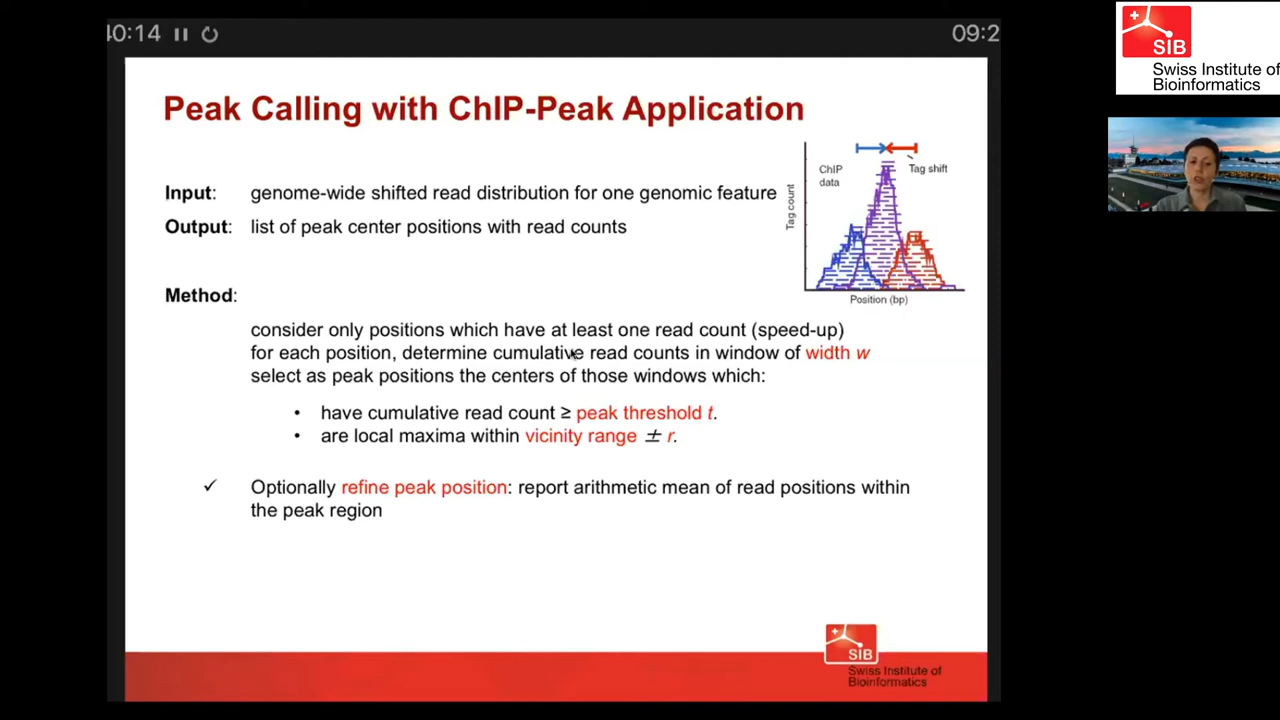 40:14
09:2
SIB
Swiss Institute of
Bioinformatics
Peak Calling with ChIP-Peak Application
Input: genome-wide shifted read distribution for one genomic feature
Output: list of peak center positions with read counts
ChIP
data
Tag shift
Tag count
Position (bp)
Method:
consider only positions which have at least one read count (speed-up)
for each position, determine cumulative read counts in window of width w
select as peak positions the centers of those windows which:
• have cumulative read count ≥ peak threshold t.
• are local maxima within vicinity range ± r.
✓ Optionally refine peak position: report arithmetic mean of read positions within
the peak region
SIB
Swiss Institute of
Bioinformatics